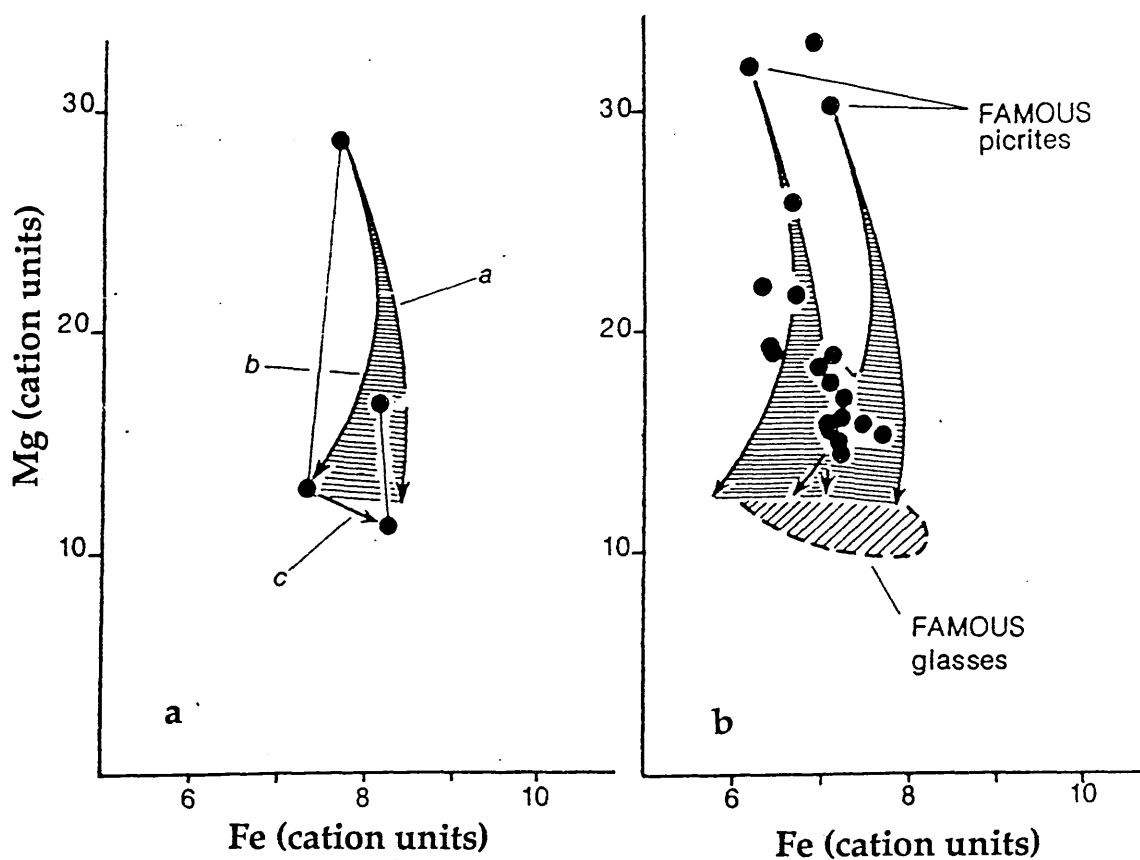 Mg (cation units)
30
20
10
a
b
c
a
6
8
10
Fe (cation units)
30
20
10
FAMOUS
picrites
FAMOUS
glasses
b
6
8
10
Fe (cation units)